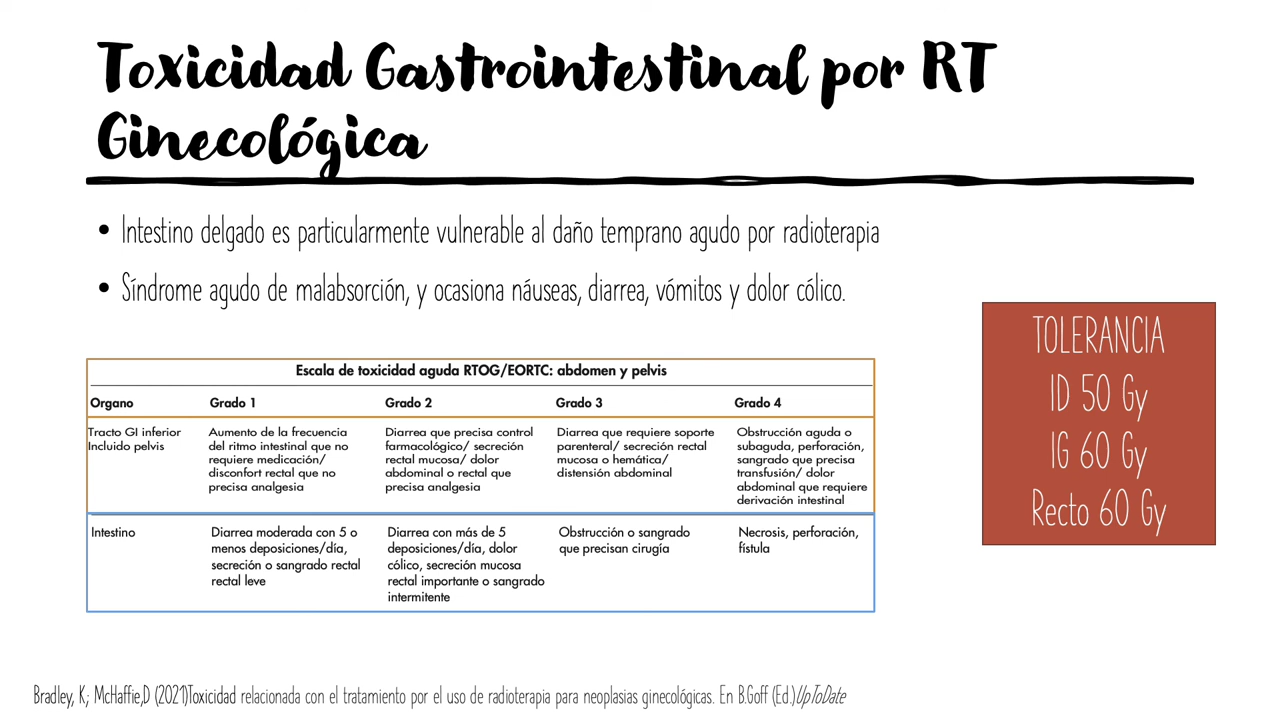 Toxicidad Gastrointestinal por RT
Ginecológica
• Intestino delgado es particularmente vulnerable al daño temprano agudo por radioterapia
• Síndrome agudo de malabsorción, y ocasiona náuseas, diarrea, vómitos y dolor cólico.
TOLERANCIA
ID 50 Gy
IG 60 Gy
Recto 60 Gy
Escala de toxicidad aguda RTOG/EORTC: abdomen y pelvis
Organo Grado 1 Grado 2 Grado 3 Grado 4
Tracto GI inferior
Incluido pelvis
Aumento de la frecuencia
del ritmo intestinal que no
requiere medicación/
disconfort rectal que no
precisa analgesia
Diarrea que precisa control
farmacológico/ secreción
rectal mucosa/ dolor
abdominal o rectal que
precisa analgesia
Diarrea que requiere soporte
parenteral/ secreción rectal
mucosa o hemática/
distensión abdominal
Obstrucción aguda o
subaguda, perforación,
sangrado que precisa
transfusión/ dolor
abdominal que requiere
derivación intestinal
Intestino
Diarrea moderada con 5 o
menos deposiciones/día,
secreción o sangrado rectal
rectal leve
Diarrea con más de 5
deposiciones/día, dolor
cólico, secreción mucosa
rectal importante o sangrado
intermitente
Obstrucción o sangrado
que precisan cirugía
Necrosis, perforación,
fístula
Bradley, K; McHaffie,D (2021)Toxicidad relacionada con el tratamiento por el uso de radioterapia para neoplasias ginecológicas. En B.Goff (Ed.)UpToDate